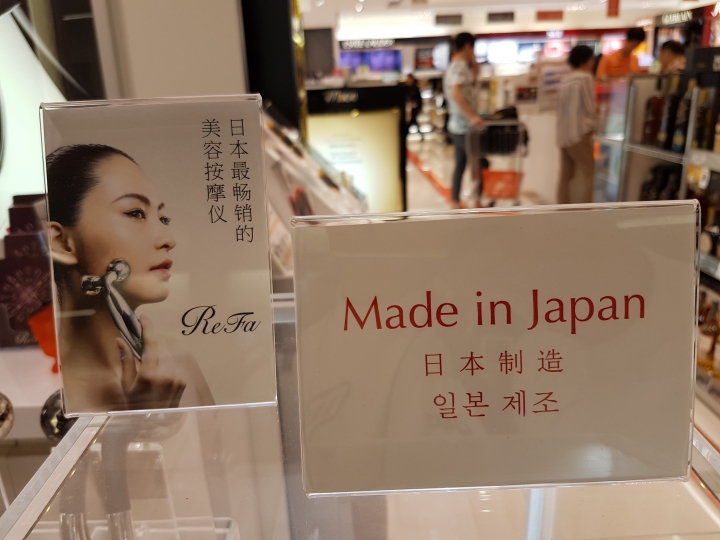 日本最畅销的
美容按摩仪
ReFa
Made in Japan
日本制造
일본 제조